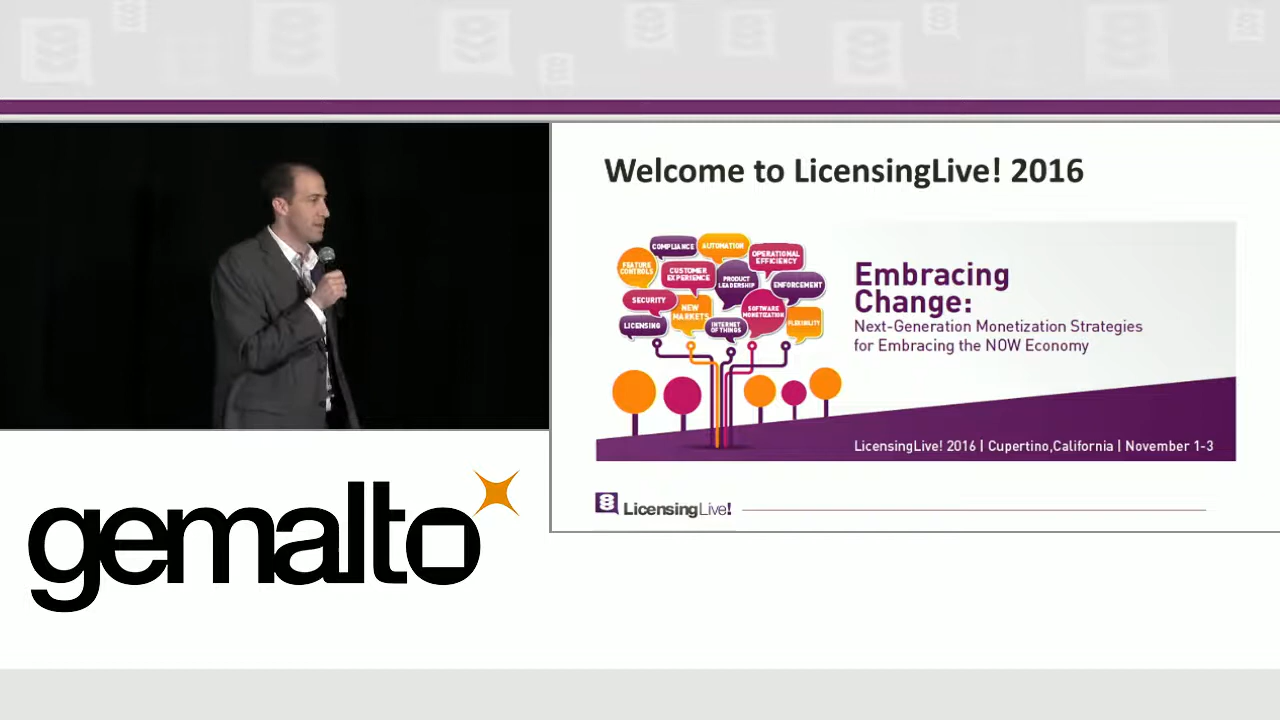 Welcome to LicensingLive! 2016
COMPLIANCE
AUTOMATION
FEATURE
CONTROLS
CUSTOMER
EXPERIENCE
OPERATIONAL
EFFICIENCY
PRODUCT
LEADERSHIP
ENFORCEMENT
SECURITY
NEW
MARKETS
SOFTWARE
MONETIZATION
LICENSING
INTERNET
OF THINGS
FLEXIBILITY
Embracing
Change:
Next-Generation Monetization Strategies
for Embracing the NOW Economy
LicensingLive! 2016 | Cupertino,California | November 1-3
LicensingLive!
gemalto